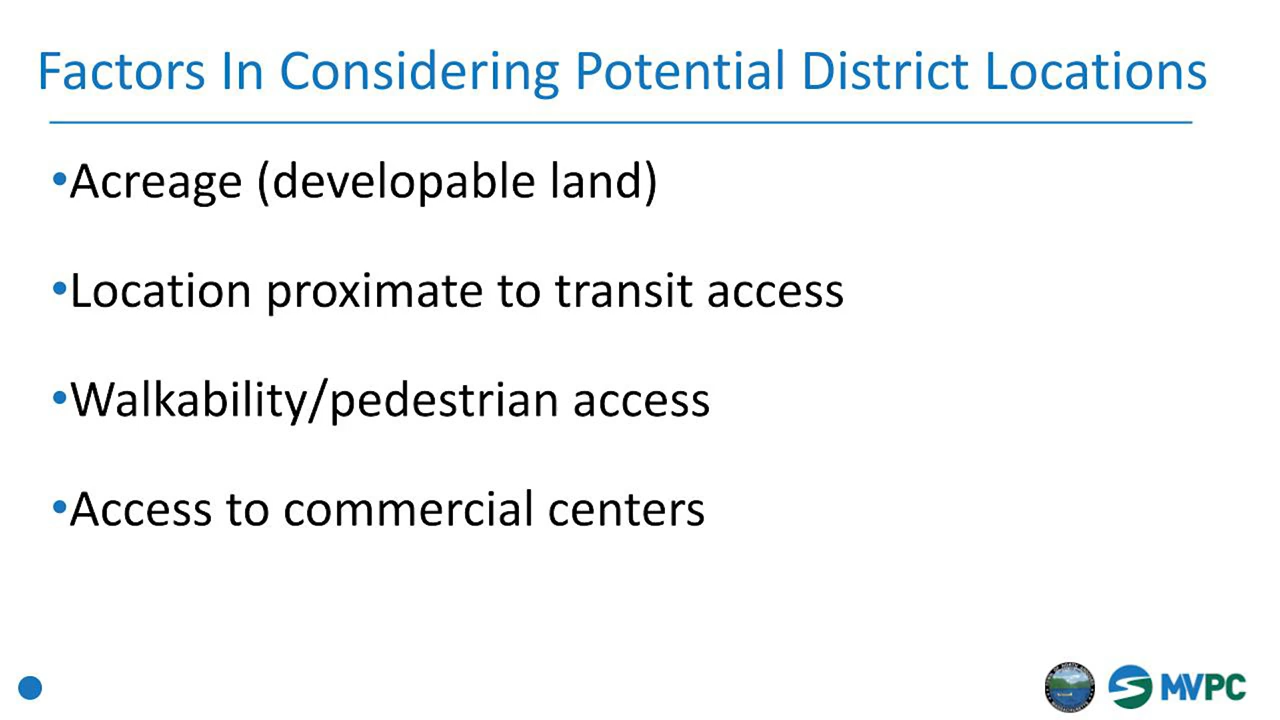 Factors In Considering Potential District Locations
•Acreage (developable land)
•Location proximate to transit access
•Walkability/pedestrian access
•Access to commercial centers
MVPC